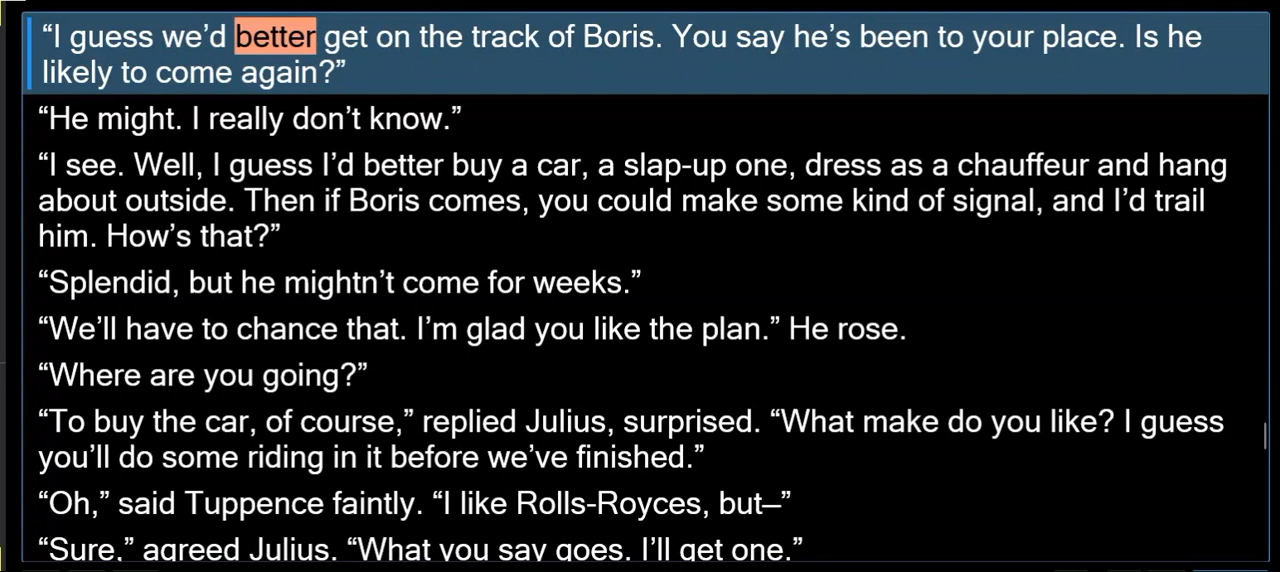 “I guess we’d better get on the track of Boris. You say he’s been to your place. Is he
likely to come again?”
“He might. I really don’t know.”
“I see. Well, I guess I’d better buy a car, a slap-up one, dress as a chauffeur and hang
about outside. Then if Boris comes, you could make some kind of signal, and I’d trail
him. How’s that?”
“Splendid, but he mightn’t come for weeks.”
“We’ll have to chance that. I’m glad you like the plan.” He rose.
“Where are you going?”
“To buy the car, of course,” replied Julius, surprised. “What make do you like? I guess
you’ll do some riding in it before we’ve finished.”
“Oh,” said Tuppence faintly. “I like Rolls-Royces, but—”
“Sure,” agreed Julius. “What you say goes. I’ll get one.”